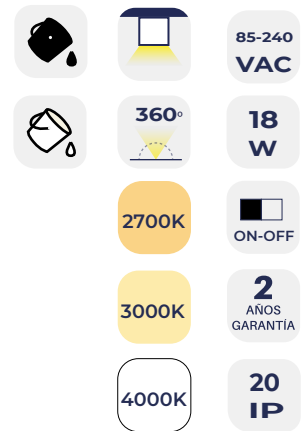 85-240
VAC
360°
18
W
2700K
ON-OFF
3000K
2
AÑOS
GARANTÍA
4000K
20
IP